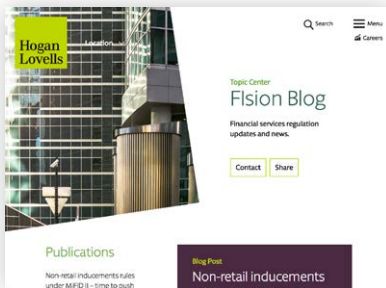 Hogan
Lovells
Location
Search
Menu
Careers
Topic Center
FIsion Blog
Financial services regulation
updates and news.
Contact
Share
Publications
Non-retail inducements rules
under MiFID II – time to push
Blog Post
Non-retail inducements